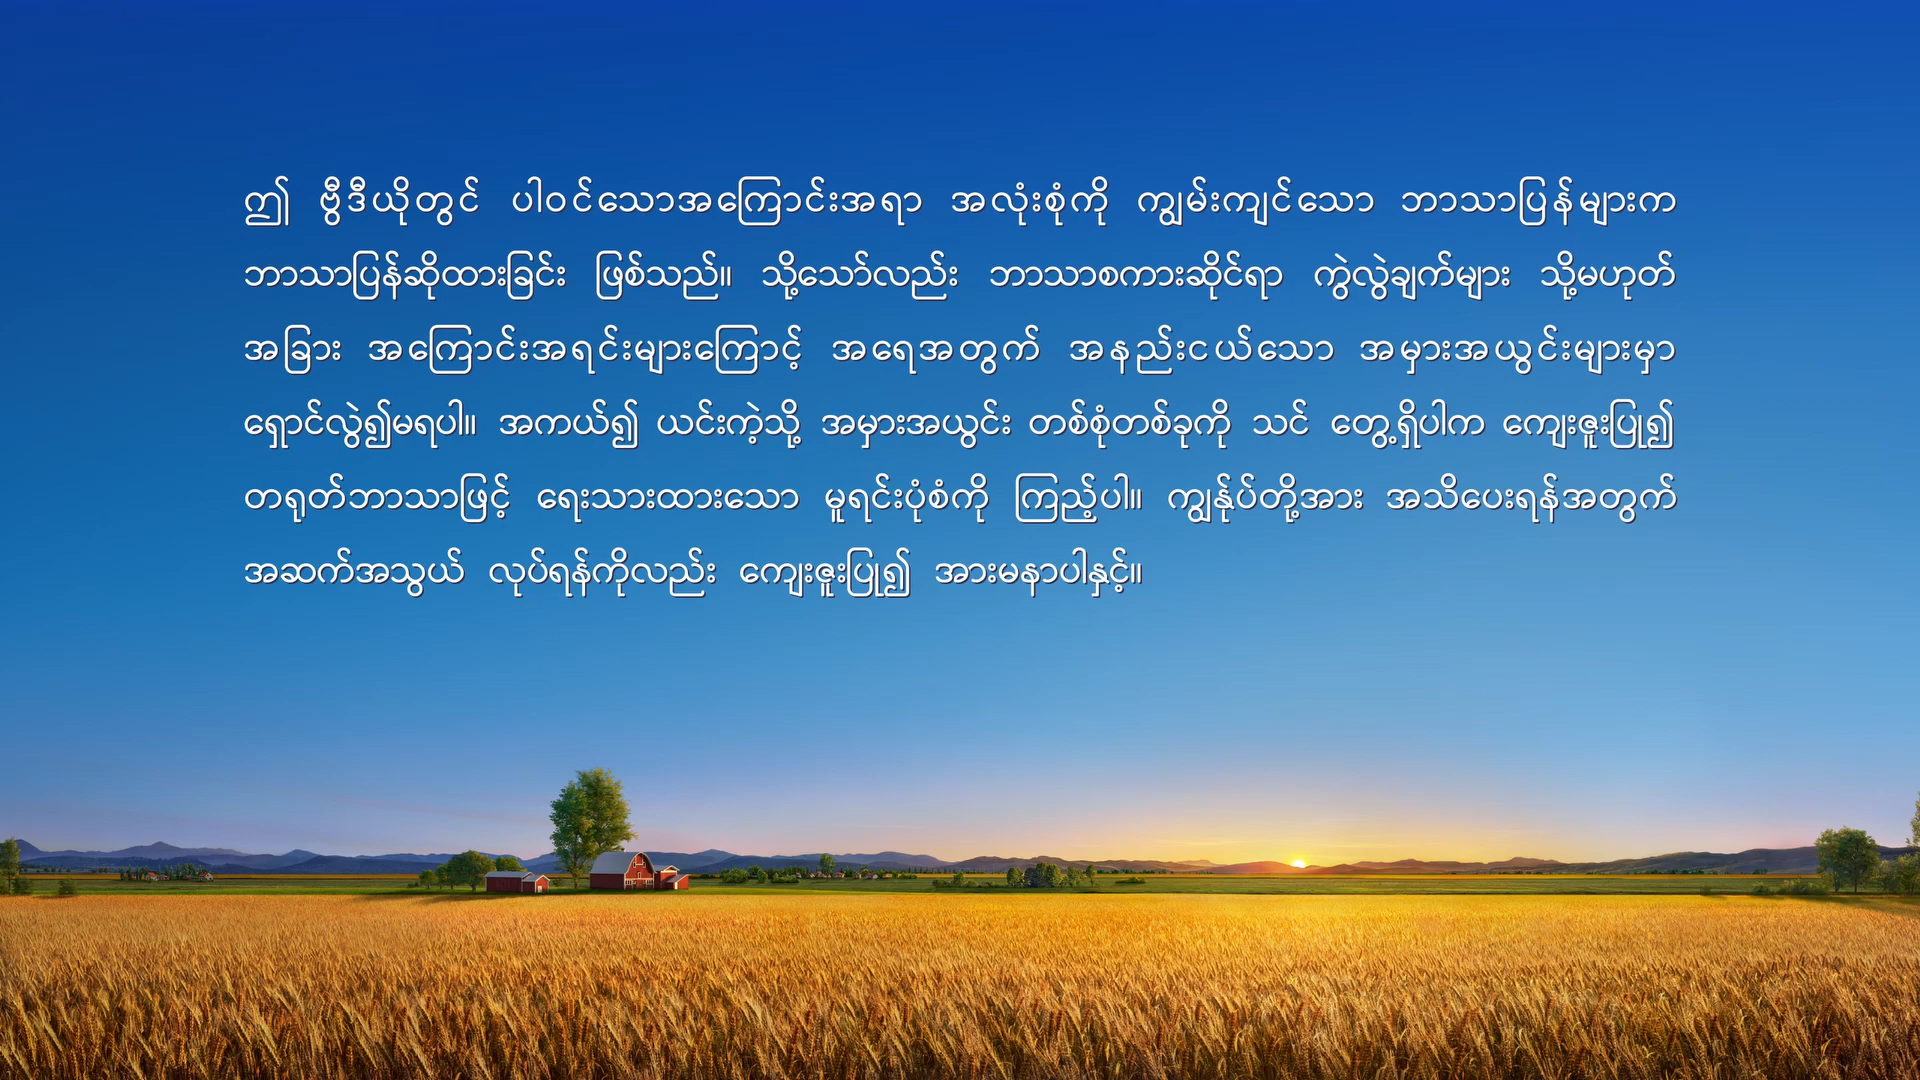 ဤ ဗွီဒီယိုတွင် ပါဝင်သောအကြောင်းအရာ အလုံးစုံကို ကျွမ်းကျင်သော ဘာသာပြန်များက
ဘာသာပြန်ဆိုထားခြင်း ဖြစ်သည်။ သို့သော်လည်း ဘာသာစကားဆိုင်ရာ ကွဲလွဲချက်များ သို့မဟုတ်
အခြား အကြောင်းအရင်းများကြောင့် အရေအတွက် အနည်းငယ်သော အမှားအယွင်းများမှာ
ရှောင်လွဲ၍မရပါ။ အကယ်၍ ယင်းကဲ့သို့ အမှားအယွင်း တစ်စုံတစ်ခုကို သင် တွေ့ရှိပါက ကျေးဇူးပြု၍
တရုတ်ဘာသာဖြင့် ရေးသားထားသော မူရင်းပုံစံကို ကြည့်ပါ။ ကျွန်ုပ်တို့အား အသိပေးရန်အတွက်
အဆက်အသွယ် လုပ်ရန်ကိုလည်း ကျေးဇူးပြု၍ အားမနာပါနှင့်။